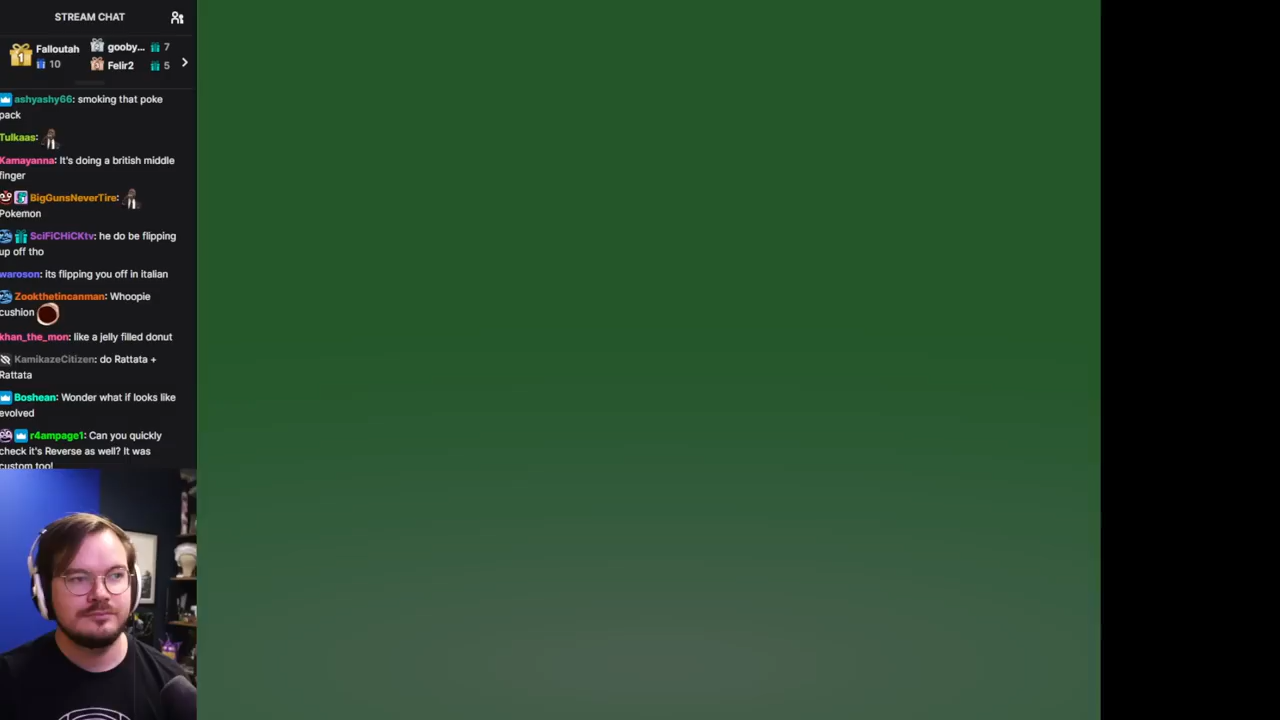 STREAM CHAT
1 Falloutah
10
gooby... 7
Felir2 5
ashyashy66: smoking that poke
pack
Tulkaas:
Kamayanna: It's doing a british middle
finger
BigGunsNeverTire:
Pokemon
SciFiCHiCKtv: he do be flipping
up off tho
waroson: its flipping you off in italian
Zookthetincanman: Whoopie
cushion
khan_the_mon: like a jelly filled donut
KamikazeCitizen: do Rattata +
Rattata
Boshean: Wonder what if looks like
evolved
r4ampage1: Can you quickly
check it's Reverse as well? It was
custom tool